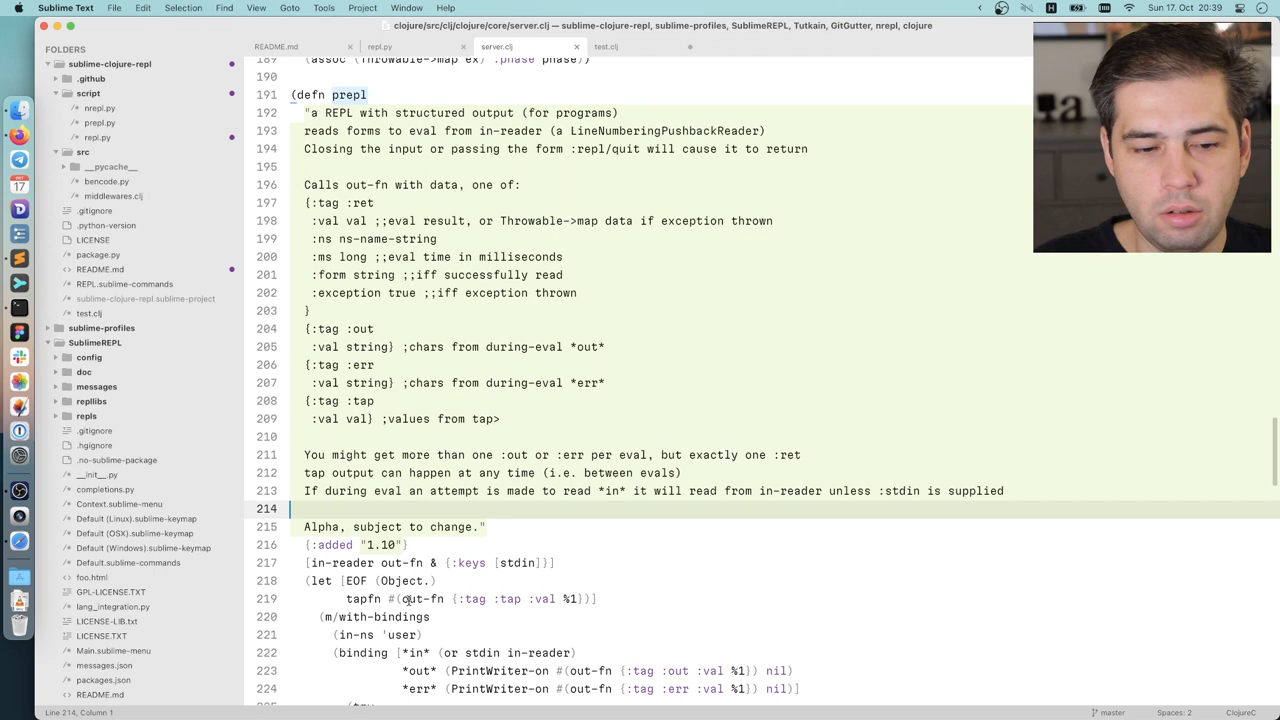 Sublime Text File Edit Selection Find View Goto Tools Project Window Help
Sun 17. Oct 20:39
clojure/src/clj/clojure/core/server.clj — sublime-clojure-repl, sublime-profiles, SublimeREPL, Tutkain, GitGutter, nrepl, clojure
README.md
repl.py
server.clj
test.clj
FOLDERS
sublime-clojure-repl
.github
script
nrepl.py
prepl.py
repl.py
src
__pycache__
bencode.py
middlewares.clj
.gitignore
.python-version
LICENSE
package.py
README.md
REPL.sublime-commands
sublime-clojure-repl.sublime-project
test.clj
sublime-profiles
SublimeREPL
config
doc
messages
repllibs
repls
.gitignore
.hgignore
.no-sublime-package
__init__.py
completions.py
Context.sublime-menu
Default (Linux).sublime-keymap
Default (OSX).sublime-keymap
Default (Windows).sublime-keymap
Default.sublime-commands
foo.html
GPL-LICENSE.TXT
lang_integration.py
LICENSE-LIB.txt
LICENSE.TXT
Main.sublime-menu
messages.json
packages.json
README.md
189 (assoc (Throwable->map ex) :phase phase))
190
191 (defn prepl
192 "a REPL with structured output (for programs)
193 reads forms to eval from in-reader (a LineNumberingPushbackReader)
194 Closing the input or passing the form :repl/quit will cause it to return
195
196 Calls out-fn with data, one of:
197 {:tag :ret
198 :val val ;;eval result, or Throwable->map data if exception thrown
199 :ns ns-name-string
200 :ms long ;;eval time in milliseconds
201 :form string ;;iff successfully read
202 :exception true ;;iff exception thrown
203 }
204 {:tag :out
205 :val string} ;chars from during-eval *out*
206 {:tag :err
207 :val string} ;chars from during-eval *err*
208 {:tag :tap
209 :val val} ;values from tap>
210
211 You might get more than one :out or :err per eval, but exactly one :ret
212 tap output can happen at any time (i.e. between evals)
213 If during eval an attempt is made to read *in* it will read from in-reader unless :stdin is supplied
214
215 Alpha, subject to change."
216 {:added "1.10"}
217 [in-reader out-fn & {:keys [stdin]}]
218 (let [EOF (Object.)
219 tapfn #(out-fn {:tag :tap :val %1})]
220 (m/with-bindings
221 (in-ns 'user)
222 (binding [*in* (or stdin in-reader)
223 *out* (PrintWriter-on #(out-fn {:tag :out :val %1}) nil)
224 *err* (PrintWriter-on #(out-fn {:tag :err :val %1}) nil)]
(try
Line 214, Column 1
master
Spaces: 2
ClojureC